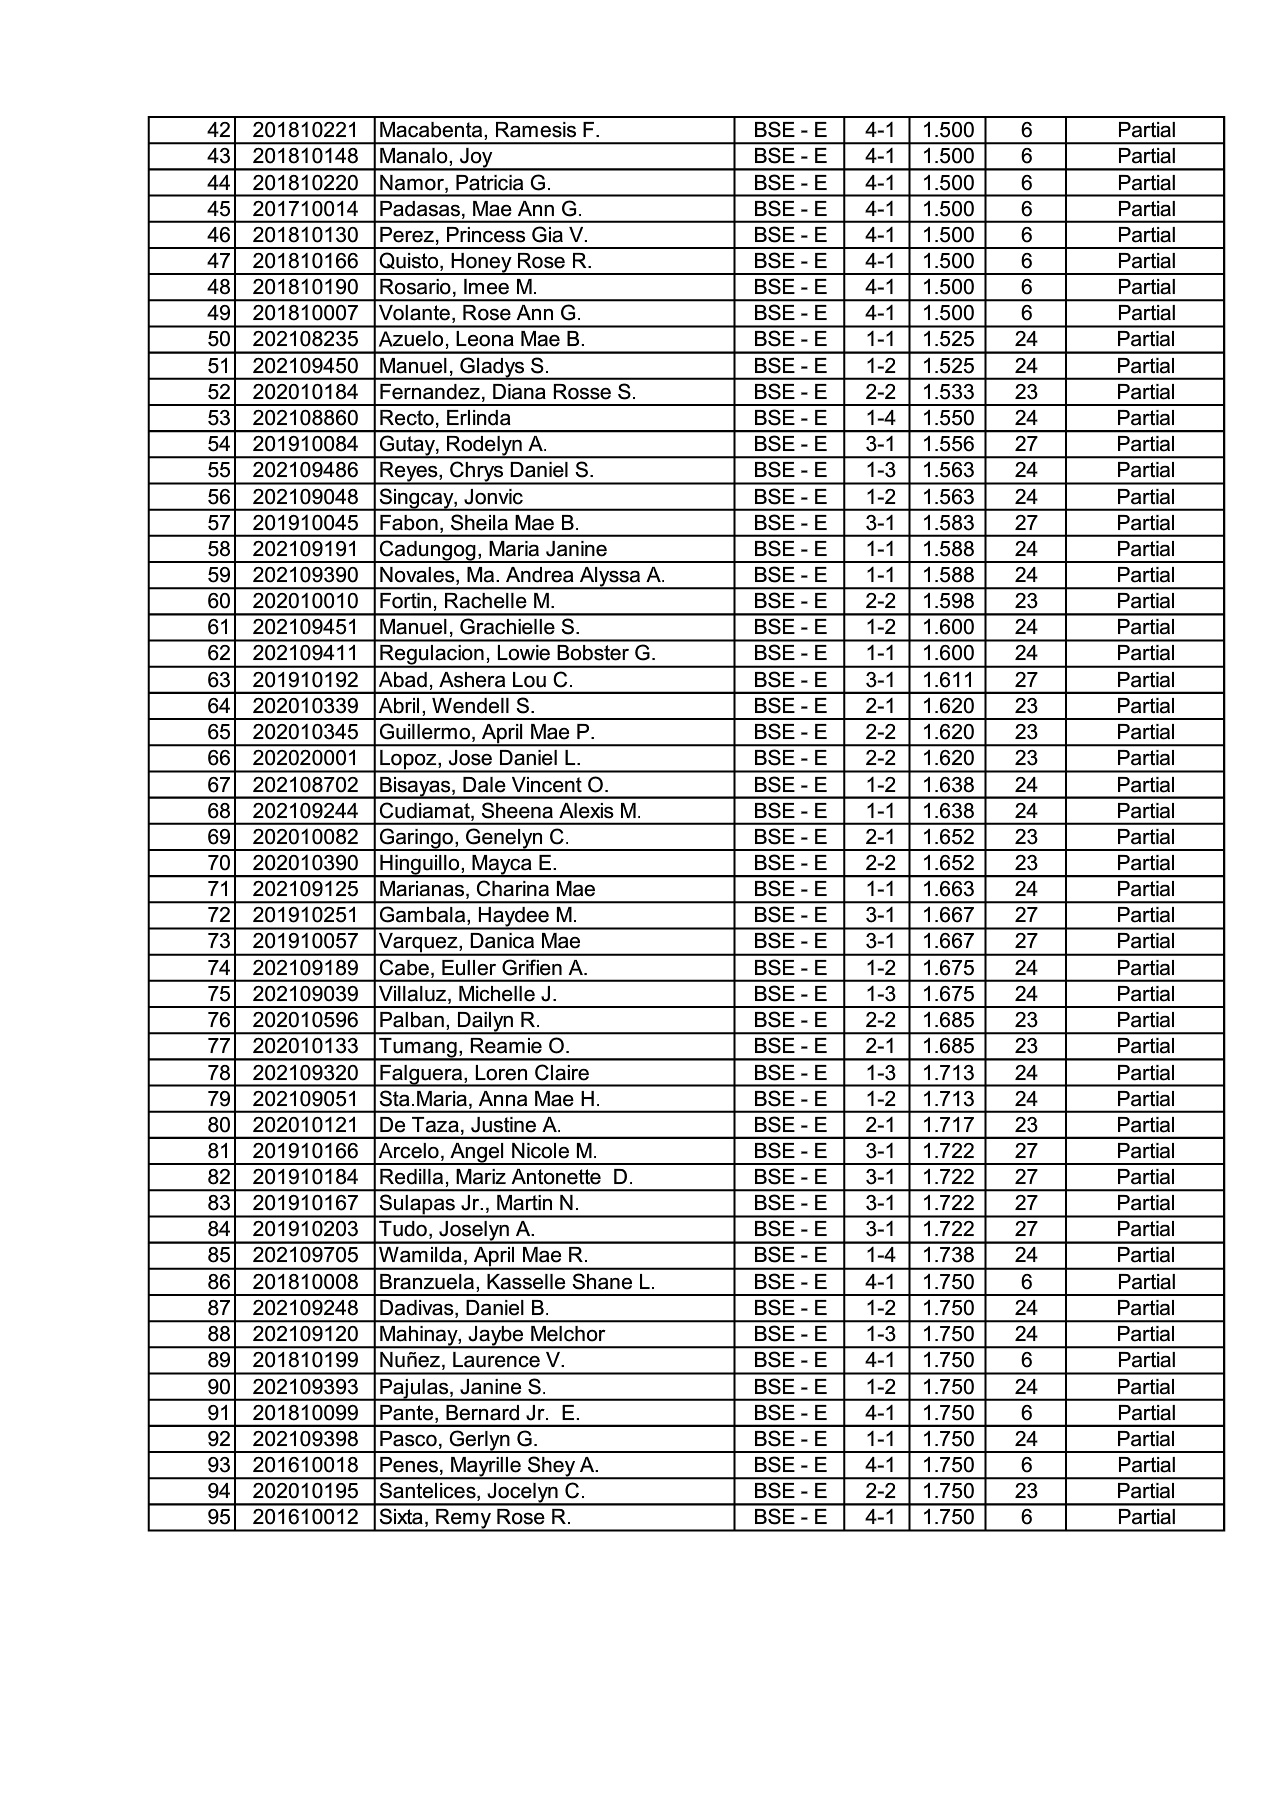 42 201810221 Macabenta, Ramesis F. BSE - E 4-1 1.500 6 Partial
43 201810148 Manalo, Joy BSE - E 4-1 1.500 6 Partial
44 201810220 Namor, Patricia G. BSE - E 4-1 1.500 6 Partial
45 201710014 Padasas, Mae Ann G. BSE - E 4-1 1.500 6 Partial
46 201810130 Perez, Princess Gia V. BSE - E 4-1 1.500 6 Partial
47 201810166 Quisto, Honey Rose R. BSE - E 4-1 1.500 6 Partial
48 201810190 Rosario, Imee M. BSE - E 4-1 1.500 6 Partial
49 201810007 Volante, Rose Ann G. BSE - E 4-1 1.500 6 Partial
50 202108235 Azuelo, Leona Mae B. BSE - E 1-1 1.525 24 Partial
51 202109450 Manuel, Gladys S. BSE - E 1-2 1.525 24 Partial
52 202010184 Fernandez, Diana Rosse S. BSE - E 2-2 1.533 23 Partial
53 202108860 Recto, Erlinda BSE - E 1-4 1.550 24 Partial
54 201910084 Gutay, Rodelyn A. BSE - E 3-1 1.556 27 Partial
55 202109486 Reyes, Chrys Daniel S. BSE - E 1-3 1.563 24 Partial
56 202109048 Singcay, Jonvic BSE - E 1-2 1.563 24 Partial
57 201910045 Fabon, Sheila Mae B. BSE - E 3-1 1.583 27 Partial
58 202109191 Cadungog, Maria Janine BSE - E 1-1 1.588 24 Partial
59 202109390 Novales, Ma. Andrea Alyssa A. BSE - E 1-1 1.588 24 Partial
60 202010010 Fortin, Rachelle M. BSE - E 2-2 1.598 23 Partial
61 202109451 Manuel, Grachielle S. BSE - E 1-2 1.600 24 Partial
62 202109411 Regulacion, Lowie Bobster G. BSE - E 1-1 1.600 24 Partial
63 201910192 Abad, Ashera Lou C. BSE - E 3-1 1.611 27 Partial
64 202010339 Abril, Wendell S. BSE - E 2-1 1.620 23 Partial
65 202010345 Guillermo, April Mae P. BSE - E 2-2 1.620 23 Partial
66 202020001 Lopoz, Jose Daniel L. BSE - E 2-2 1.620 23 Partial
67 202108702 Bisayas, Dale Vincent O. BSE - E 1-2 1.638 24 Partial
68 202109244 Cudiamat, Sheena Alexis M. BSE - E 1-1 1.638 24 Partial
69 202010082 Garingo, Genelyn C. BSE - E 2-1 1.652 23 Partial
70 202010390 Hinguillo, Mayca E. BSE - E 2-2 1.652 23 Partial
71 202109125 Marianas, Charina Mae BSE - E 1-1 1.663 24 Partial
72 201910251 Gambala, Haydee M. BSE - E 3-1 1.667 27 Partial
73 201910057 Varquez, Danica Mae BSE - E 3-1 1.667 27 Partial
74 202109189 Cabe, Euller Grifien A. BSE - E 1-2 1.675 24 Partial
75 202109039 Villaluz, Michelle J. BSE - E 1-3 1.675 24 Partial
76 202010596 Palban, Dailyn R. BSE - E 2-2 1.685 23 Partial
77 202010133 Tumang, Reamie O. BSE - E 2-1 1.685 23 Partial
78 202109320 Falguera, Loren Claire BSE - E 1-3 1.713 24 Partial
79 202109051 Sta.Maria, Anna Mae H. BSE - E 1-2 1.713 24 Partial
80 202010121 De Taza, Justine A. BSE - E 2-1 1.717 23 Partial
81 201910166 Arcelo, Angel Nicole M. BSE - E 3-1 1.722 27 Partial
82 201910184 Redilla, Mariz Antonette D. BSE - E 3-1 1.722 27 Partial
83 201910167 Sulapas Jr., Martin N. BSE - E 3-1 1.722 27 Partial
84 201910203 Tudo, Joselyn A. BSE - E 3-1 1.722 27 Partial
85 202109705 Wamilda, April Mae R. BSE - E 1-4 1.738 24 Partial
86 201810008 Branzuela, Kasselle Shane L. BSE - E 4-1 1.750 6 Partial
87 202109248 Dadivas, Daniel B. BSE - E 1-2 1.750 24 Partial
88 202109120 Mahinay, Jaybe Melchor BSE - E 1-3 1.750 24 Partial
89 201810199 Nuñez, Laurence V. BSE - E 4-1 1.750 6 Partial
90 202109393 Pajulas, Janine S. BSE - E 1-2 1.750 24 Partial
91 201810099 Pante, Bernard Jr. E. BSE - E 4-1 1.750 6 Partial
92 202109398 Pasco, Gerlyn G. BSE - E 1-1 1.750 24 Partial
93 201610018 Penes, Mayrille Shey A. BSE - E 4-1 1.750 6 Partial
94 202010195 Santelices, Jocelyn C. BSE - E 2-2 1.750 23 Partial
95 201610012 Sixta, Remy Rose R. BSE - E 4-1 1.750 6 Partial